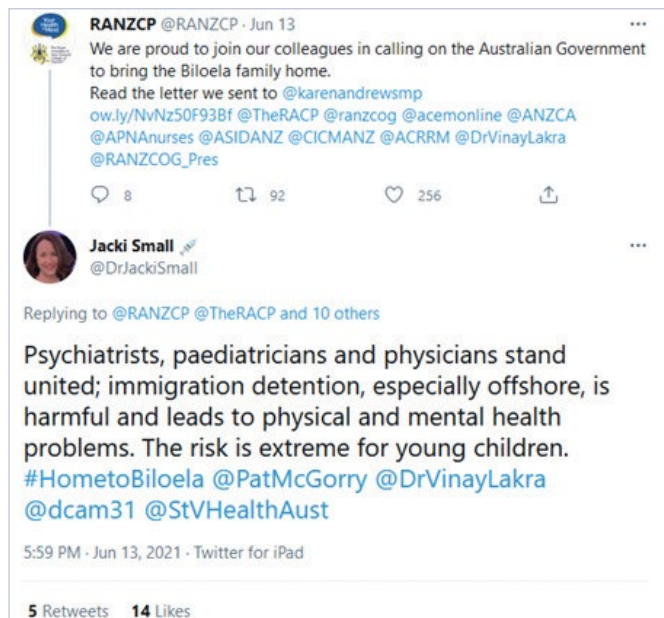 RANZCP @RANZCP · Jun 13 ...
We are proud to join our colleagues in calling on the Australian Government
to bring the Biloela family home.
Read the letter we sent to @karenandrewsmp
ow.ly/NvNz50F93Bf @TheRACP @ranzcog @acemonline @ANZCA
@APNAnurses @ASIDANZ @CICMANZ @ACRRM @DrVinayLakra
@RANZCOG_Pres
8 92 256
Jacki Small ...
@DrJackiSmall
Replying to @RANZCP @TheRACP and 10 others
Psychiatrists, paediatricians and physicians stand
united; immigration detention, especially offshore, is
harmful and leads to physical and mental health
problems. The risk is extreme for young children.
#HometoBiloela @PatMcGorry @DrVinayLakra
@dcam31 @StVHealthAust
5:59 PM · Jun 13, 2021 · Twitter for iPad
5 Retweets 14 Likes